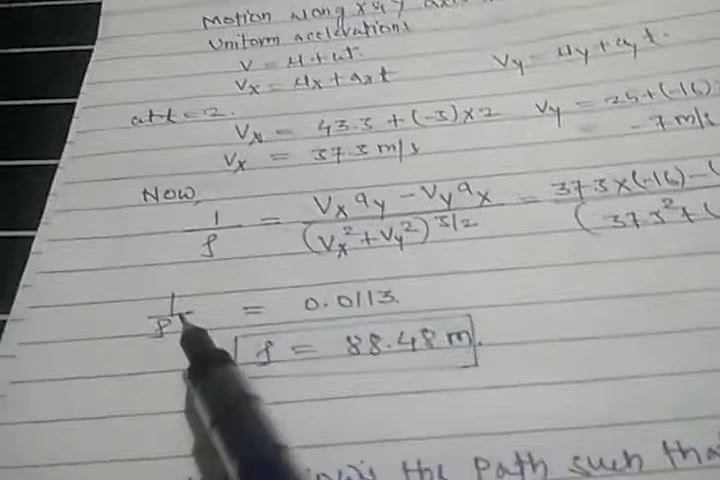 Motion along x & y axis
Uniform accelerations
V = u + at.
Vx = ux + axt Vy = uy + ayt.
at t = 2.
Vx = 43.3 + (-3)×2 Vy = 25 + (-16)
Vx = 37.3 m/s = -7 m/s
Now,
1/ρ = (Vx ay - Vy ax)/(Vx² + Vy²)^3/2 = 37.3×(-16) - ( / (37.3² + (
1/ρ = 0.0113.
ρ = 88.48 m.
the path such tha